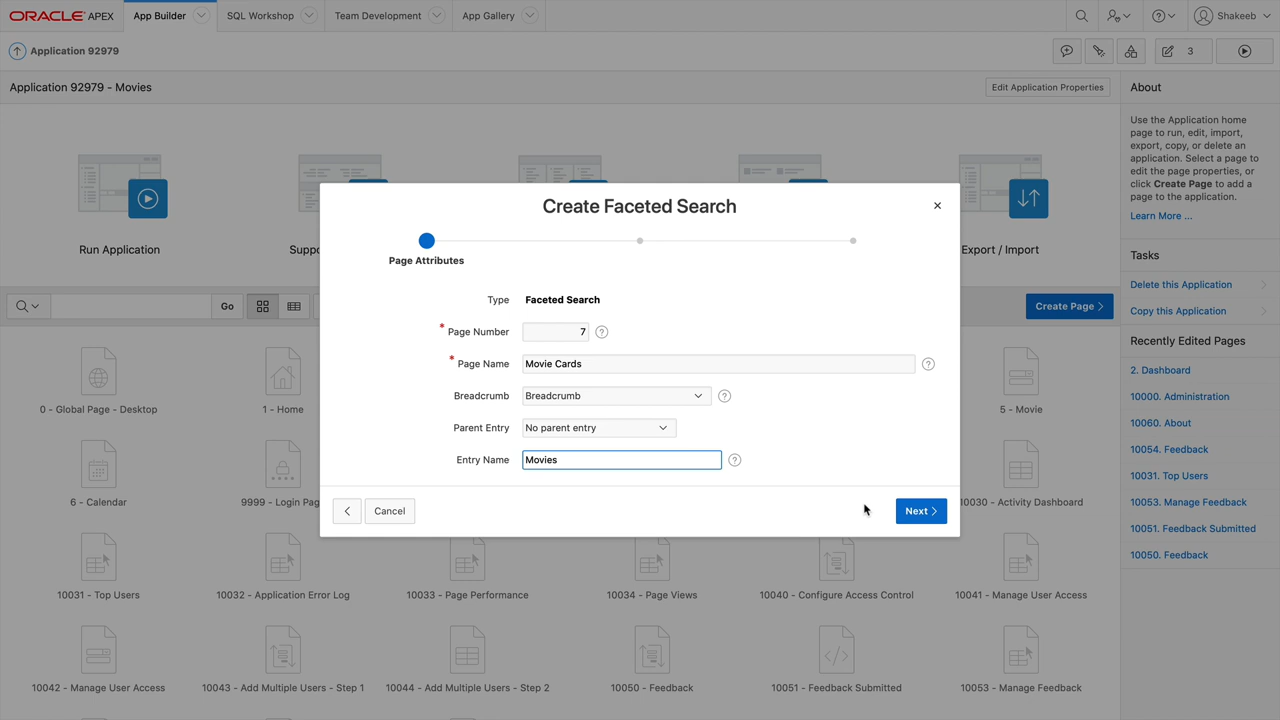 ORACLE APEX
App Builder
SQL Workshop
Team Development
App Gallery
Shakeeb
Application 92979
3
Application 92979 - Movies
Edit Application Properties
About
Use the Application home
page to run, edit, import,
export, copy, or delete an
application. Select a page to
edit the page properties, or
click Create Page to add a
page to the application.
Learn More ...
Run Application
Export / Import
Create Faceted Search
Page Attributes
Type Faceted Search
* Page Number 7
* Page Name Movie Cards
Breadcrumb Breadcrumb
Parent Entry No parent entry
Entry Name Movies
Cancel
Next
Tasks
Delete this Application
Copy this Application
Go
Create Page
Recently Edited Pages
2. Dashboard
10000. Administration
10060. About
10054. Feedback
10031. Top Users
10053. Manage Feedback
10051. Feedback Submitted
10050. Feedback
0 - Global Page - Desktop
1 - Home
5 - Movie
6 - Calendar
9999 - Login Pag
10030 - Activity Dashboard
10031 - Top Users
10032 - Application Error Log
10033 - Page Performance
10034 - Page Views
10040 - Configure Access Control
10041 - Manage User Access
10042 - Manage User Access
10043 - Add Multiple Users - Step 1
10044 - Add Multiple Users - Step 2
10050 - Feedback
10051 - Feedback Submitted
10053 - Manage Feedback